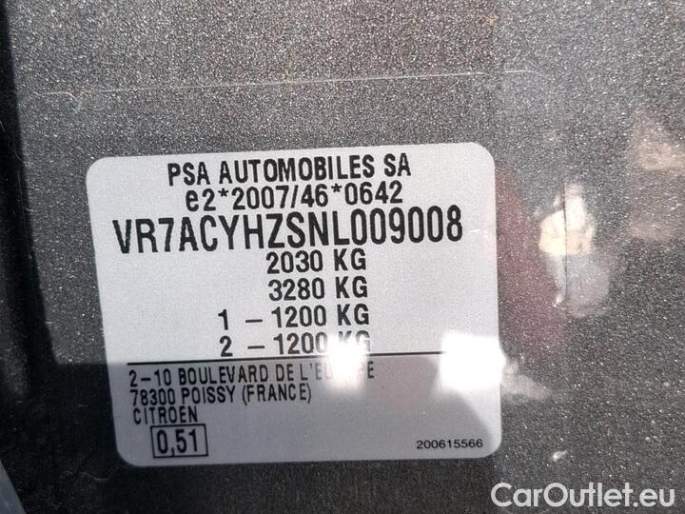 PSA AUTOMOBILES SA
e2*2007/46*0642
VR7ACYHZSNL009008
2030 KG
3280 KG
1 - 1200 KG
2 - 1200 KG
2-10 BOULEVARD DE L'EUROPE
78300 POISSY (FRANCE)
CITROEN
0,51
200615566
CarOutlet.eu